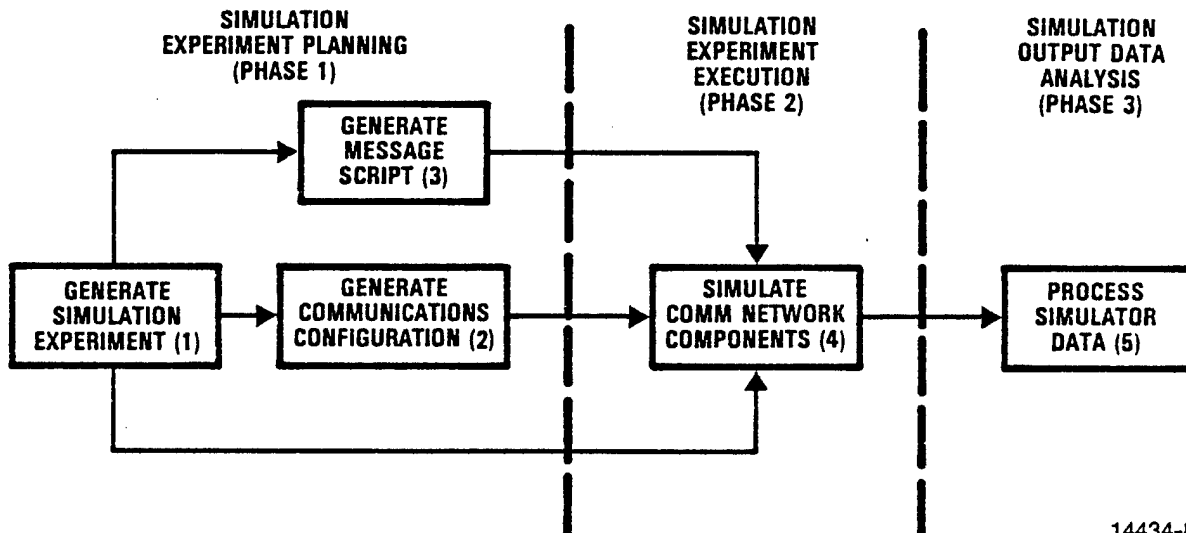 SIMULATION
EXPERIMENT PLANNING
(PHASE 1)
SIMULATION
EXPERIMENT
EXECUTION
(PHASE 2)
SIMULATION
OUTPUT DATA
ANALYSIS
(PHASE 3)
GENERATE
MESSAGE
SCRIPT (3)
GENERATE
SIMULATION
EXPERIMENT (1)
GENERATE
COMMUNICATIONS
CONFIGURATION (2)
SIMULATE
COMM NETWORK
COMPONENTS (4)
PROCESS
SIMULATOR
DATA (5)